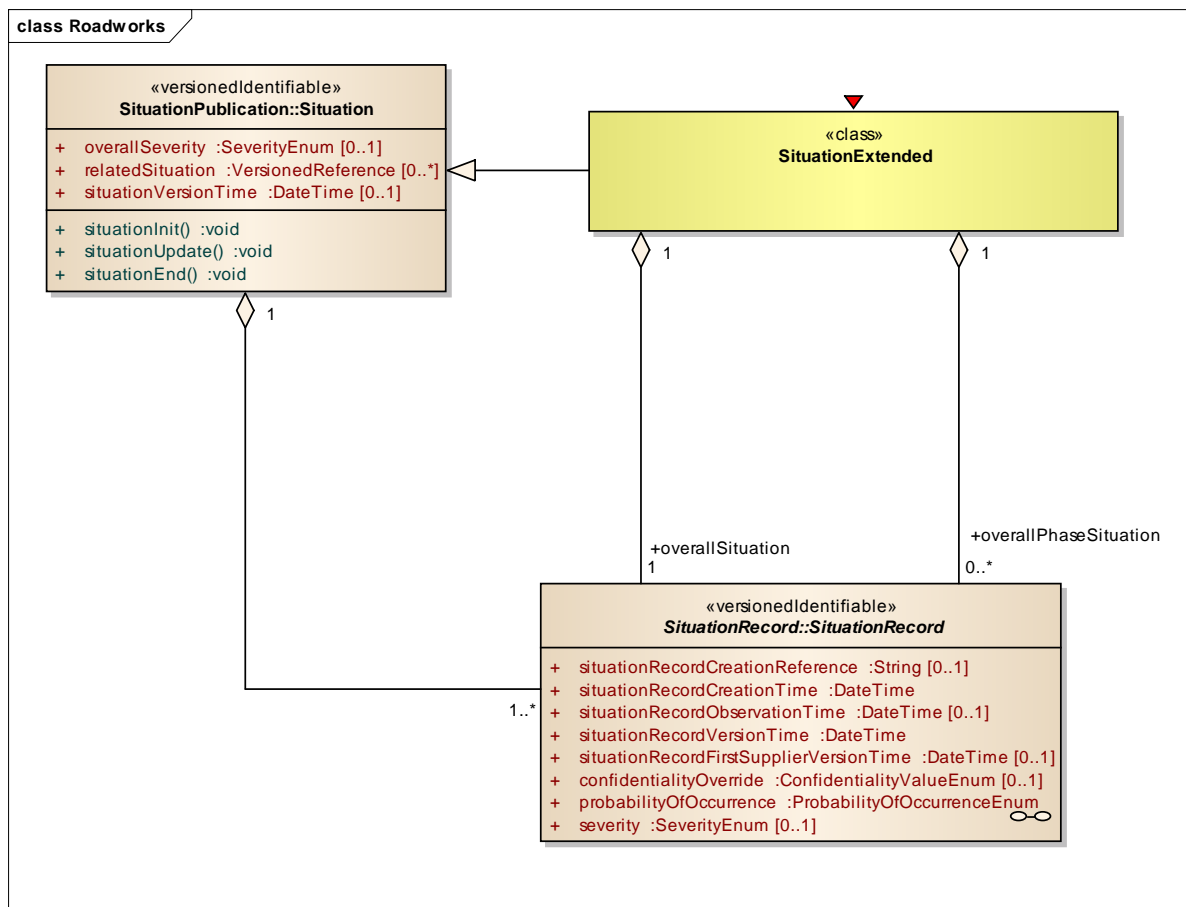 class Roadworks
«versionedIdentifiable»
SituationPublication::Situation
+ overallSeverity :SeverityEnum [0..1]
+ relatedSituation :VersionedReference [0..*]
+ situationVersionTime :DateTime [0..1]
+ situationInit() :void
+ situationUpdate() :void
+ situationEnd() :void
«class»
SituationExtended
1
1
1
+overallSituation
1
+overallPhaseSituation
0..*
1..*
«versionedIdentifiable»
SituationRecord::SituationRecord
+ situationRecordCreationReference :String [0..1]
+ situationRecordCreationTime :DateTime
+ situationRecordObservationTime :DateTime [0..1]
+ situationRecordVersionTime :DateTime
+ situationRecordFirstSupplierVersionTime :DateTime [0..1]
+ confidentialityOverride :ConfidentialityValueEnum [0..1]
+ probabilityOfOccurrence :ProbabilityOfOccurrenceEnum
+ severity :SeverityEnum [0..1]